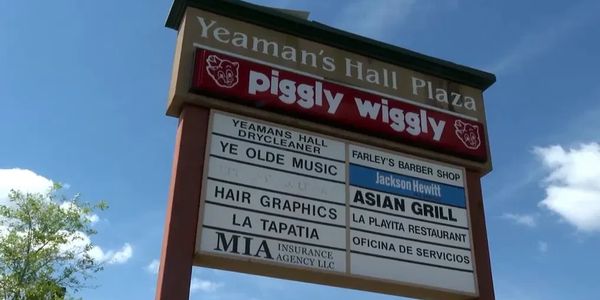 Yeaman's Hall Plaza
piggly wiggly
YEAMANS HALL
DRYCLEANER
YE OLDE MUSIC
HAIR GRAPHICS
LA TAPATIA
MIA INSURANCE
AGENCY LLC
FARLEY'S BARBER SHOP
Jackson Hewitt
ASIAN GRILL
LA PLAYITA RESTAURANT
OFICINA DE SERVICIOS